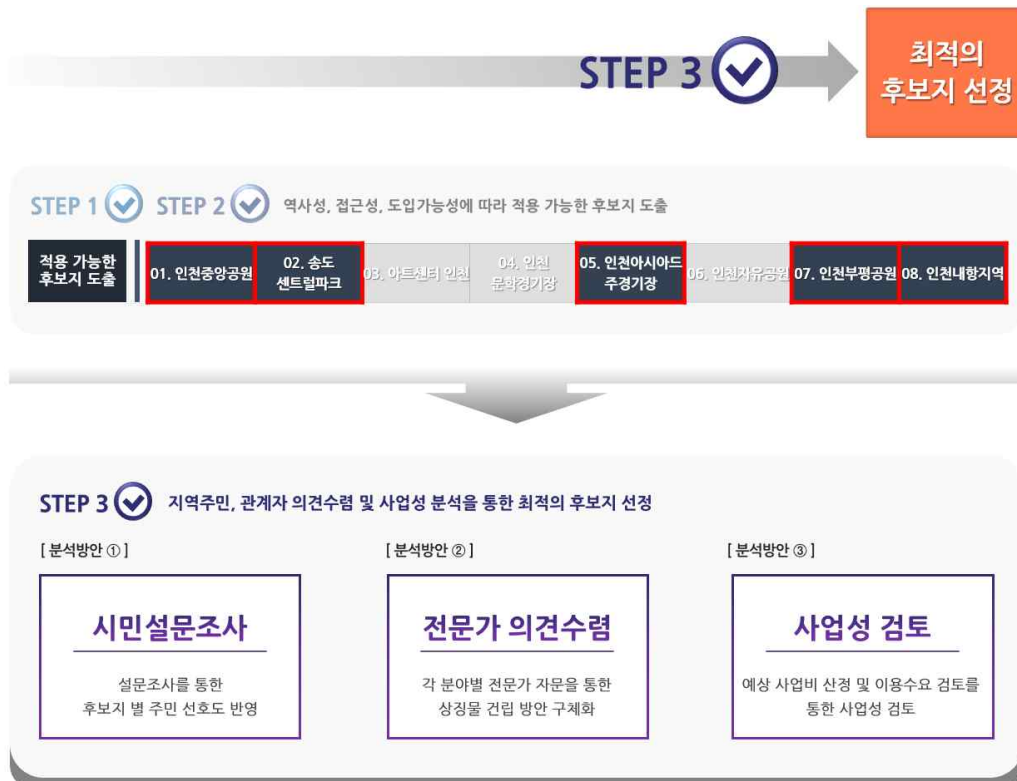 STEP 3
최적의
후보지 선정
STEP 1 STEP 2 역사성, 접근성, 도입가능성에 따라 적용 가능한 후보지 도출
적용 가능한
후보지 도출
01. 인천중앙공원
02. 송도
센트럴파크
03. 아트센터 인천
04. 인천
문학경기장
05. 인천아시아드
주경기장
06. 인천자유공원
07. 인천부평공원
08. 인천내항지역
STEP 3 지역주민, 관계자 의견수렴 및 사업성 분석을 통한 최적의 후보지 선정
[ 분석방안 ① ]
시민설문조사
설문조사를 통한
후보지 별 주민 선호도 반영
[ 분석방안 ② ]
전문가 의견수렴
각 분야별 전문가 자문을 통한
상징물 건립 방안 구체화
[ 분석방안 ③ ]
사업성 검토
예상 사업비 산정 및 이용수요 검토를
통한 사업성 검토